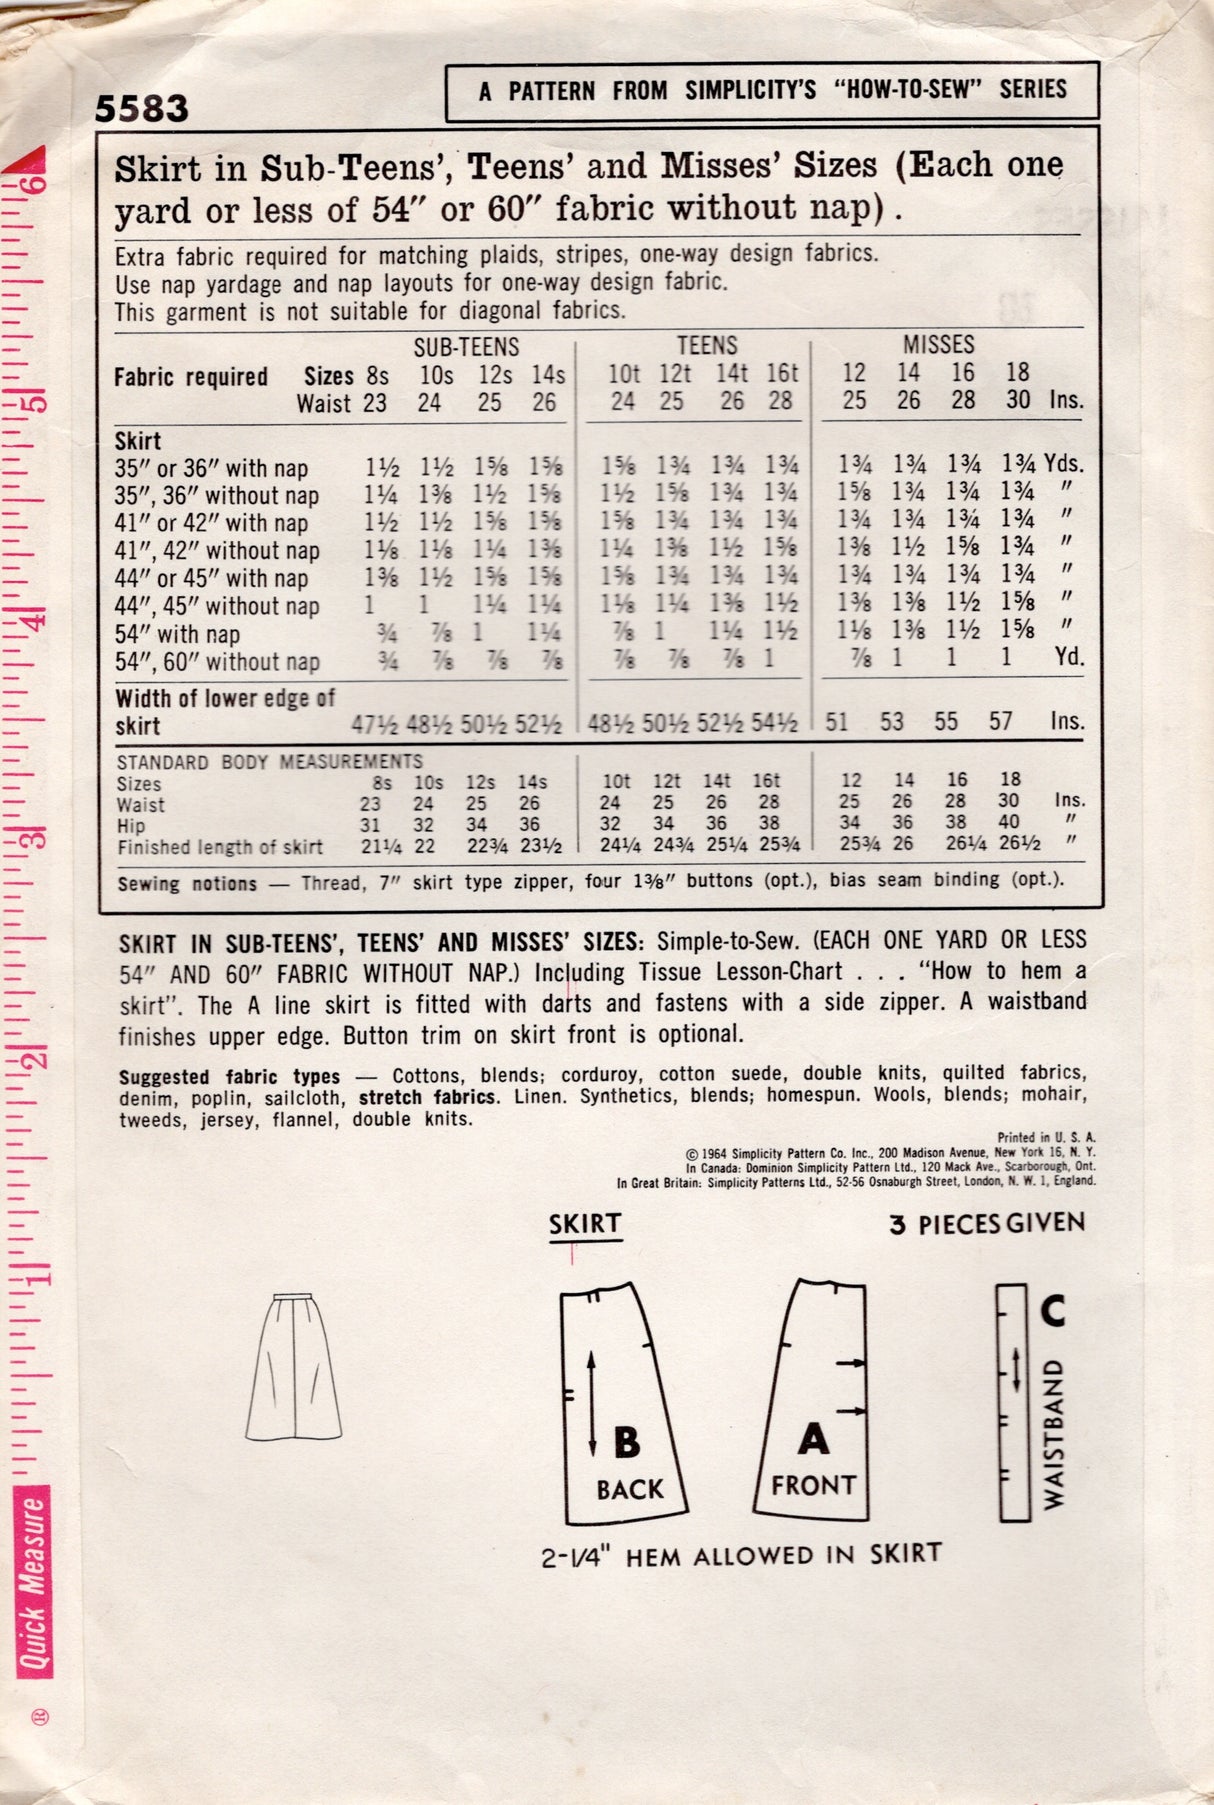 5583
A PATTERN FROM SIMPLICITY'S "HOW-TO-SEW" SERIES
Skirt in Sub-Teens', Teens' and Misses' Sizes (Each one
yard or less of 54" or 60" fabric without nap).
Extra fabric required for matching plaids, stripes, one-way design fabrics.
Use nap yardage and nap layouts for one-way design fabric.
This garment is not suitable for diagonal fabrics.
SUB-TEENS TEENS MISSES
Fabric required Sizes 8s 10s 12s 14s 10t 12t 14t 16t 12 14 16 18
Waist 23 24 25 26 24 25 26 28 25 26 28 30 Ins.
Skirt
35" or 36" with nap 1½ 1½ 1⅝ 1⅝ 1⅝ 1¾ 1¾ 1¾ 1¾ 1¾ 1¾ 1¾ Yds.
35", 36" without nap 1¼ 1⅜ 1½ 1⅝ 1½ 1⅝ 1¾ 1¾ 1⅝ 1¾ 1¾ 1¾ "
41" or 42" with nap 1½ 1½ 1⅝ 1⅝ 1⅝ 1¾ 1¾ 1¾ 1¾ 1¾ 1¾ 1¾ "
41", 42" without nap 1⅛ 1⅛ 1¼ 1⅜ 1¼ 1⅜ 1½ 1⅝ 1⅜ 1½ 1⅝ 1¾ "
44" or 45" with nap 1⅜ 1½ 1⅝ 1⅝ 1⅝ 1¾ 1¾ 1¾ 1¾ 1¾ 1¾ 1¾ "
44", 45" without nap 1 1 1¼ 1¼ 1⅛ 1¼ 1⅜ 1½ 1⅜ 1⅜ 1½ 1⅝ "
54" with nap ¾ ⅞ 1 1¼ ⅞ 1 1¼ 1½ 1⅛ 1⅜ 1½ 1⅝ "
54", 60" without nap ¾ ⅞ ⅞ ⅞ ⅞ ⅞ ⅞ 1 ⅞ 1 1 1 Yd.
Width of lower edge of
skirt 47½ 48½ 50½ 52½ 48½ 50½ 52½ 54½ 51 53 55 57 Ins.
STANDARD BODY MEASUREMENTS
Sizes 8s 10s 12s 14s 10t 12t 14t 16t 12 14 16 18
Waist 23 24 25 26 24 25 26 28 25 26 28 30 Ins.
Hip 31 32 34 36 32 34 36 38 34 36 38 40 "
Finished length of skirt 21¼ 22 22¾ 23½ 24¼ 24¾ 25¼ 25¾ 25¾ 26 26¼ 26½ "
Sewing notions — Thread, 7" skirt type zipper, four 1⅜" buttons (opt.), bias seam binding (opt.).
SKIRT IN SUB-TEENS', TEENS' AND MISSES' SIZES: Simple-to-Sew. (EACH ONE YARD OR LESS
54" AND 60" FABRIC WITHOUT NAP.) Including Tissue Lesson-Chart . . . "How to hem a
skirt". The A line skirt is fitted with darts and fastens with a side zipper. A waistband
finishes upper edge. Button trim on skirt front is optional.
Suggested fabric types — Cottons, blends; corduroy, cotton suede, double knits, quilted fabrics,
denim, poplin, sailcloth, stretch fabrics. Linen. Synthetics, blends; homespun. Wools, blends; mohair,
tweeds, jersey, flannel, double knits.
Printed in U. S. A.
© 1964 Simplicity Pattern Co. Inc., 200 Madison Avenue, New York 16, N. Y.
In Canada: Dominion Simplicity Pattern Ltd., 120 Mack Ave., Scarborough, Ont.
In Great Britain: Simplicity Patterns Ltd., 52-56 Osnaburgh Street, London, N. W. 1, England.
SKIRT 3 PIECES GIVEN
B
BACK
A
FRONT
C
WAISTBAND
2-1/4" HEM ALLOWED IN SKIRT
6
5
4
3
2
1
Quick Measure
®